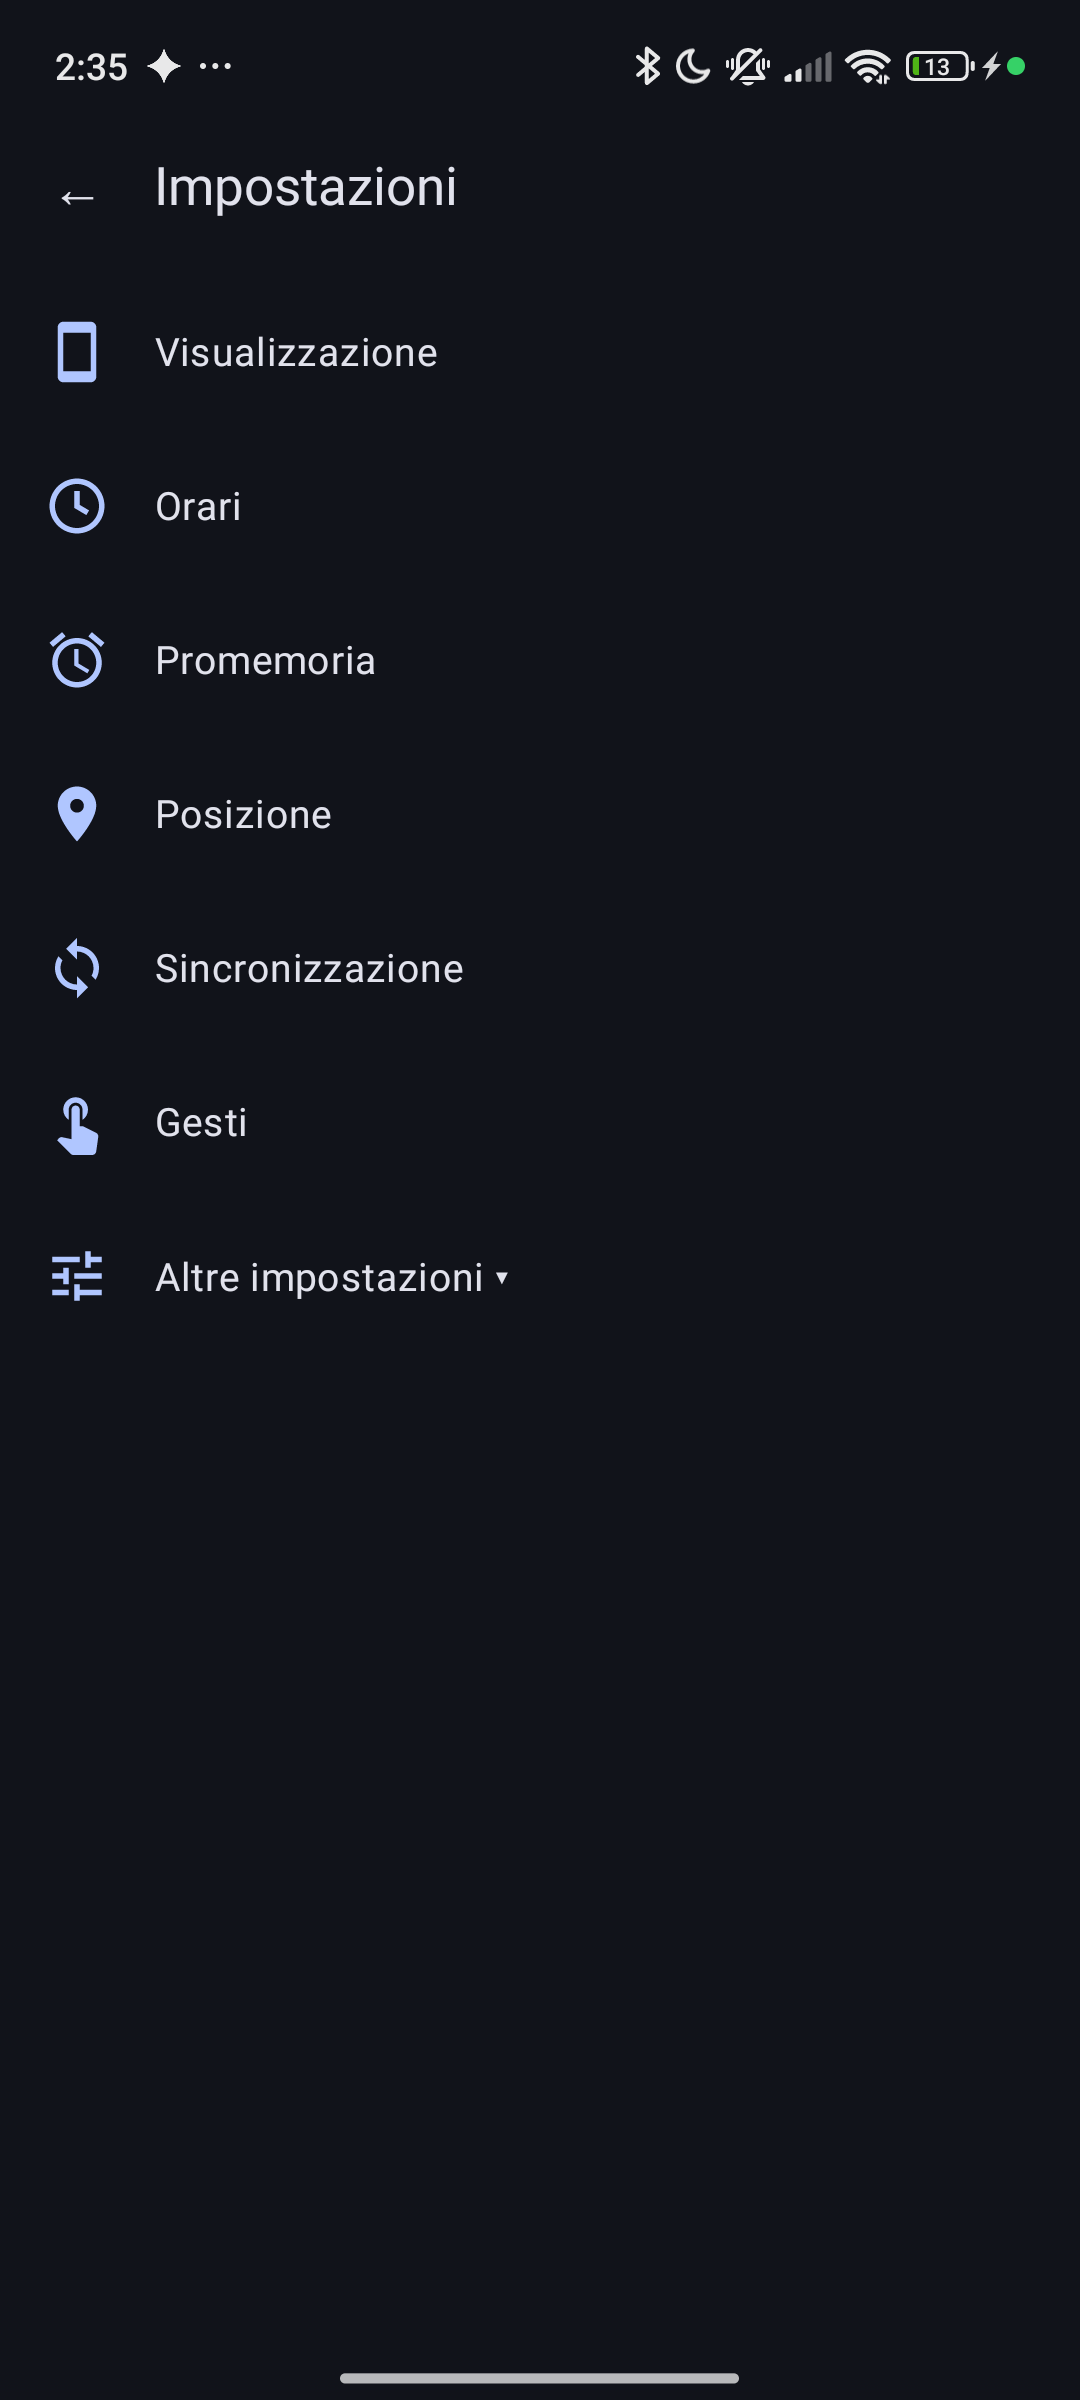 2:35
13
Impostazioni
Visualizzazione
Orari
Promemoria
Posizione
Sincronizzazione
Gesti
Altre impostazioni